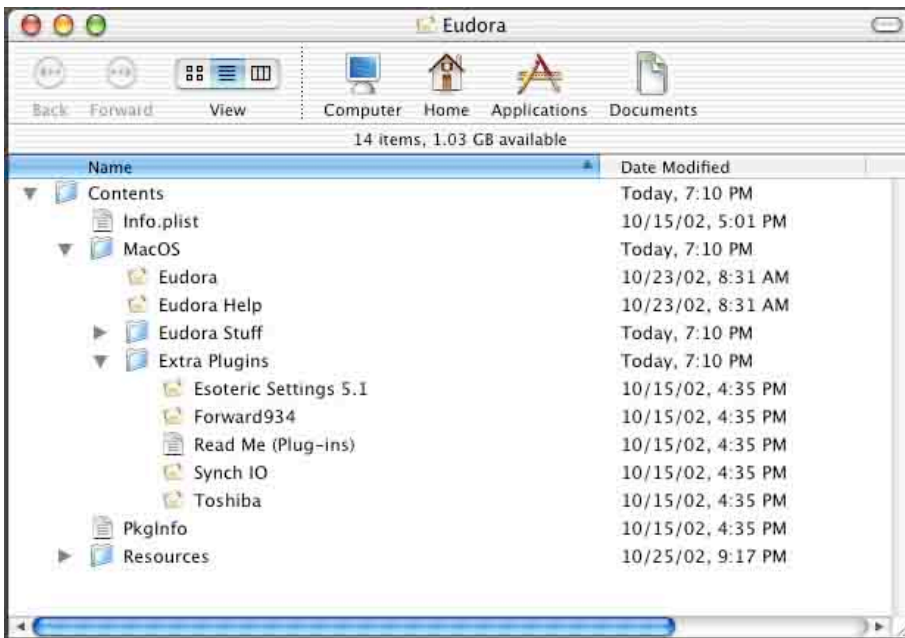 Eudora
Back Forward View Computer Home Applications Documents
14 items, 1.03 GB available
Name Date Modified
Contents Today, 7:10 PM
Info.plist 10/15/02, 5:01 PM
MacOS Today, 7:10 PM
Eudora 10/23/02, 8:31 AM
Eudora Help 10/23/02, 8:31 AM
Eudora Stuff Today, 7:10 PM
Extra Plugins Today, 7:10 PM
Esoteric Settings 5.1 10/15/02, 4:35 PM
Forward934 10/15/02, 4:35 PM
Read Me (Plug-ins) 10/15/02, 4:35 PM
Synch IO 10/15/02, 4:35 PM
Toshiba 10/15/02, 4:35 PM
PkgInfo 10/15/02, 4:35 PM
Resources 10/25/02, 9:17 PM